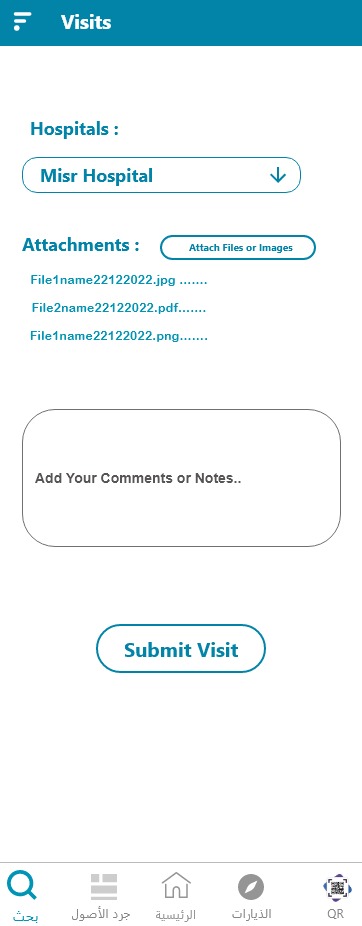 Visits
Hospitals :
Misr Hospital
Attachments :
Attach Files or Images
File1name22122022.jpg .......
File2name22122022.pdf.......
File1name22122022.png.......
Add Your Comments or Notes..
Submit Visit
بحث
جرد الأصول
الرئيسية
الذيارات
QR